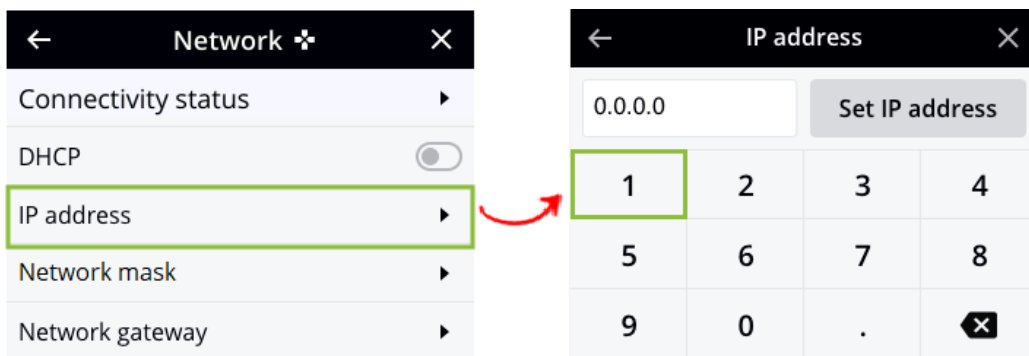 Network
Connectivity status
DHCP
IP address
Network mask
Network gateway
IP address
0.0.0.0
Set IP address
1 2 3 4
5 6 7 8
9 0 .